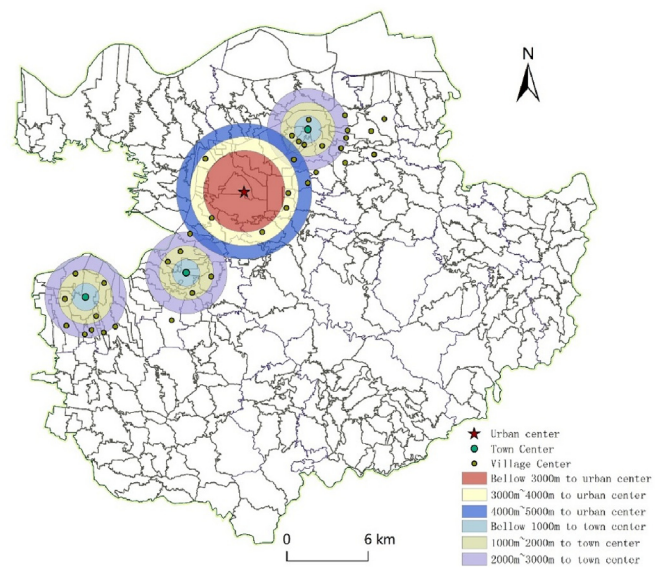 N
Urban center
Town Center
Village Center
Bellow 3000m to urban center
3000m~4000m to urban center
4000m~5000m to urban center
Bellow 1000m to town center
1000m~2000m to town center
2000m~3000m to town center
0 6 km